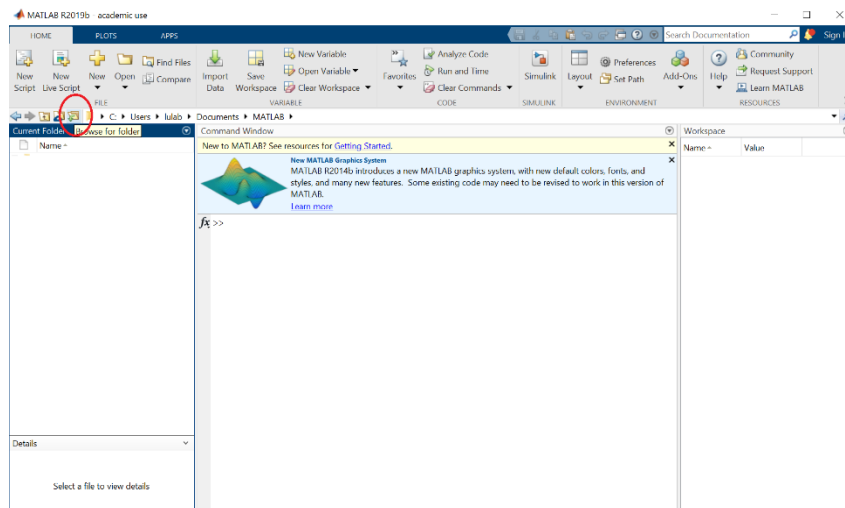 MATLAB R2019b - academic use
HOME PLOTS APPS
Search Documentation Sign
New Script
New Live Script
New
Open
Find Files
Compare
Import Data
Save Workspace
New Variable
Open Variable
Clear Workspace
Favorites
Analyze Code
Run and Time
Clear Commands
Simulink
Layout
Preferences
Set Path
Add-Ons
Help
Community
Request Support
Learn MATLAB
FILE VARIABLE CODE SIMULINK ENVIRONMENT RESOURCES
C: Users lulab Documents MATLAB
Current Folder Browse for folder
Name
Command Window
New to MATLAB? See resources for Getting Started.
New MATLAB Graphics System
MATLAB R2014b introduces a new MATLAB graphics system, with new default colors, fonts, and
styles, and many new features. Some existing code may need to be revised to work in this version of
MATLAB.
Learn more
fx >>
Workspace
Name Value
Details
Select a file to view details